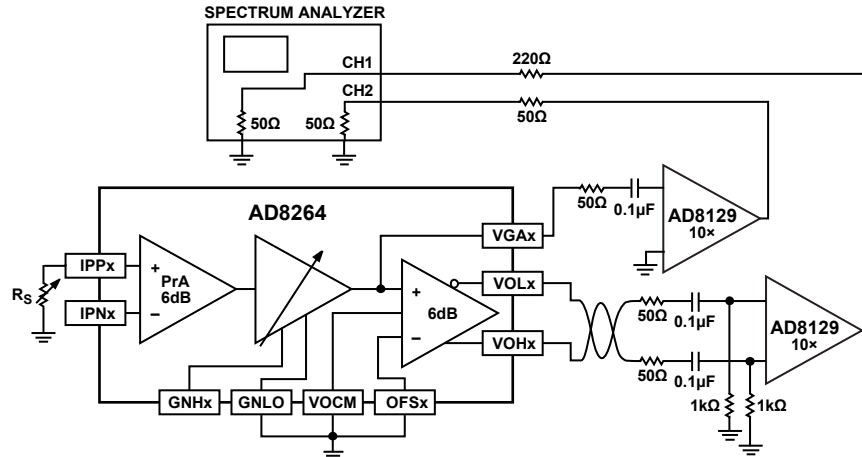 SPECTRUM ANALYZER
CH1
220Ω
CH2
50Ω
50Ω
50Ω
AD8264
VGAx
50Ω
0.1µF
AD8129
10×
IPPx
PrA
6dB
+
−
RS
IPNx
+
6dB
−
VOLx
VOHx
50Ω
0.1µF
50Ω
0.1µF
AD8129
10×
1kΩ
1kΩ
GNHx
GNLO
VOCM
OFSx